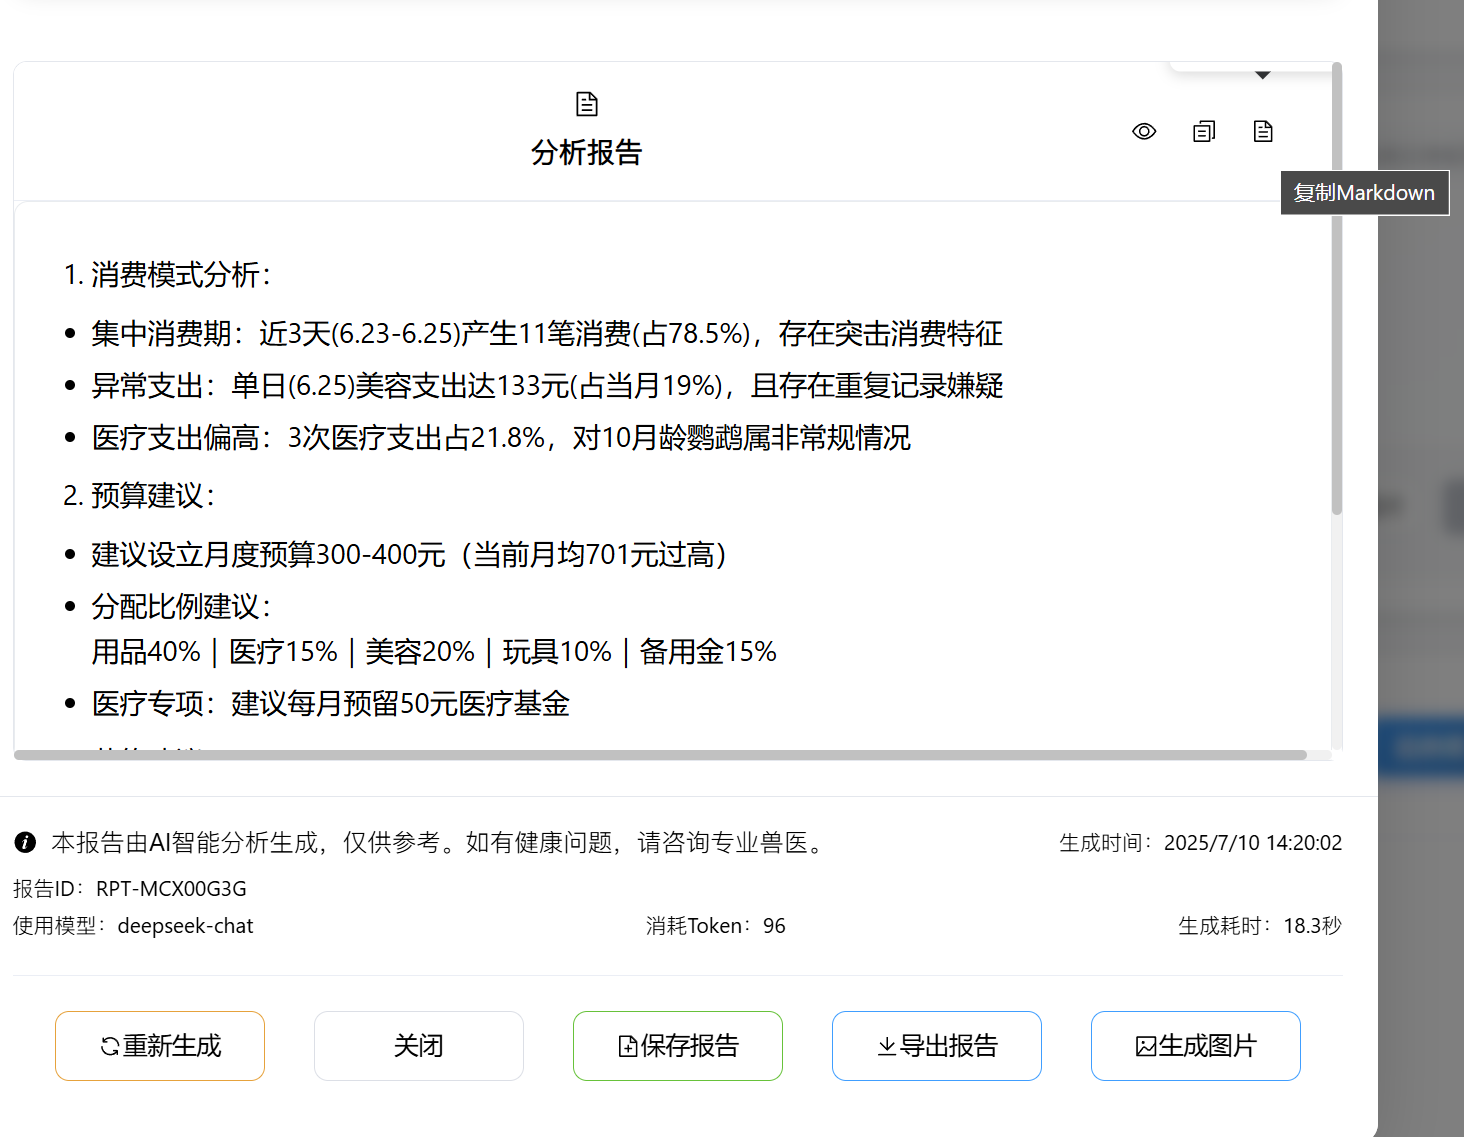 分析报告
复制Markdown
1. 消费模式分析：
集中消费期：近3天(6.23-6.25)产生11笔消费(占78.5%)，存在突击消费特征
异常支出：单日(6.25)美容支出达133元(占当月19%)，且存在重复记录嫌疑
医疗支出偏高：3次医疗支出占21.8%，对10月龄鹦鹉属非常规情况
2. 预算建议：
建议设立月度预算300-400元（当前月均701元过高）
分配比例建议：
用品40% | 医疗15% | 美容20% | 玩具10% | 备用金15%
医疗专项：建议每月预留50元医疗基金
本报告由AI智能分析生成，仅供参考。如有健康问题，请咨询专业兽医。
生成时间：2025/7/10 14:20:02
报告ID：RPT-MCX00G3G
使用模型：deepseek-chat
消耗Token：96
生成耗时：18.3秒
重新生成
关闭
保存报告
导出报告
生成图片